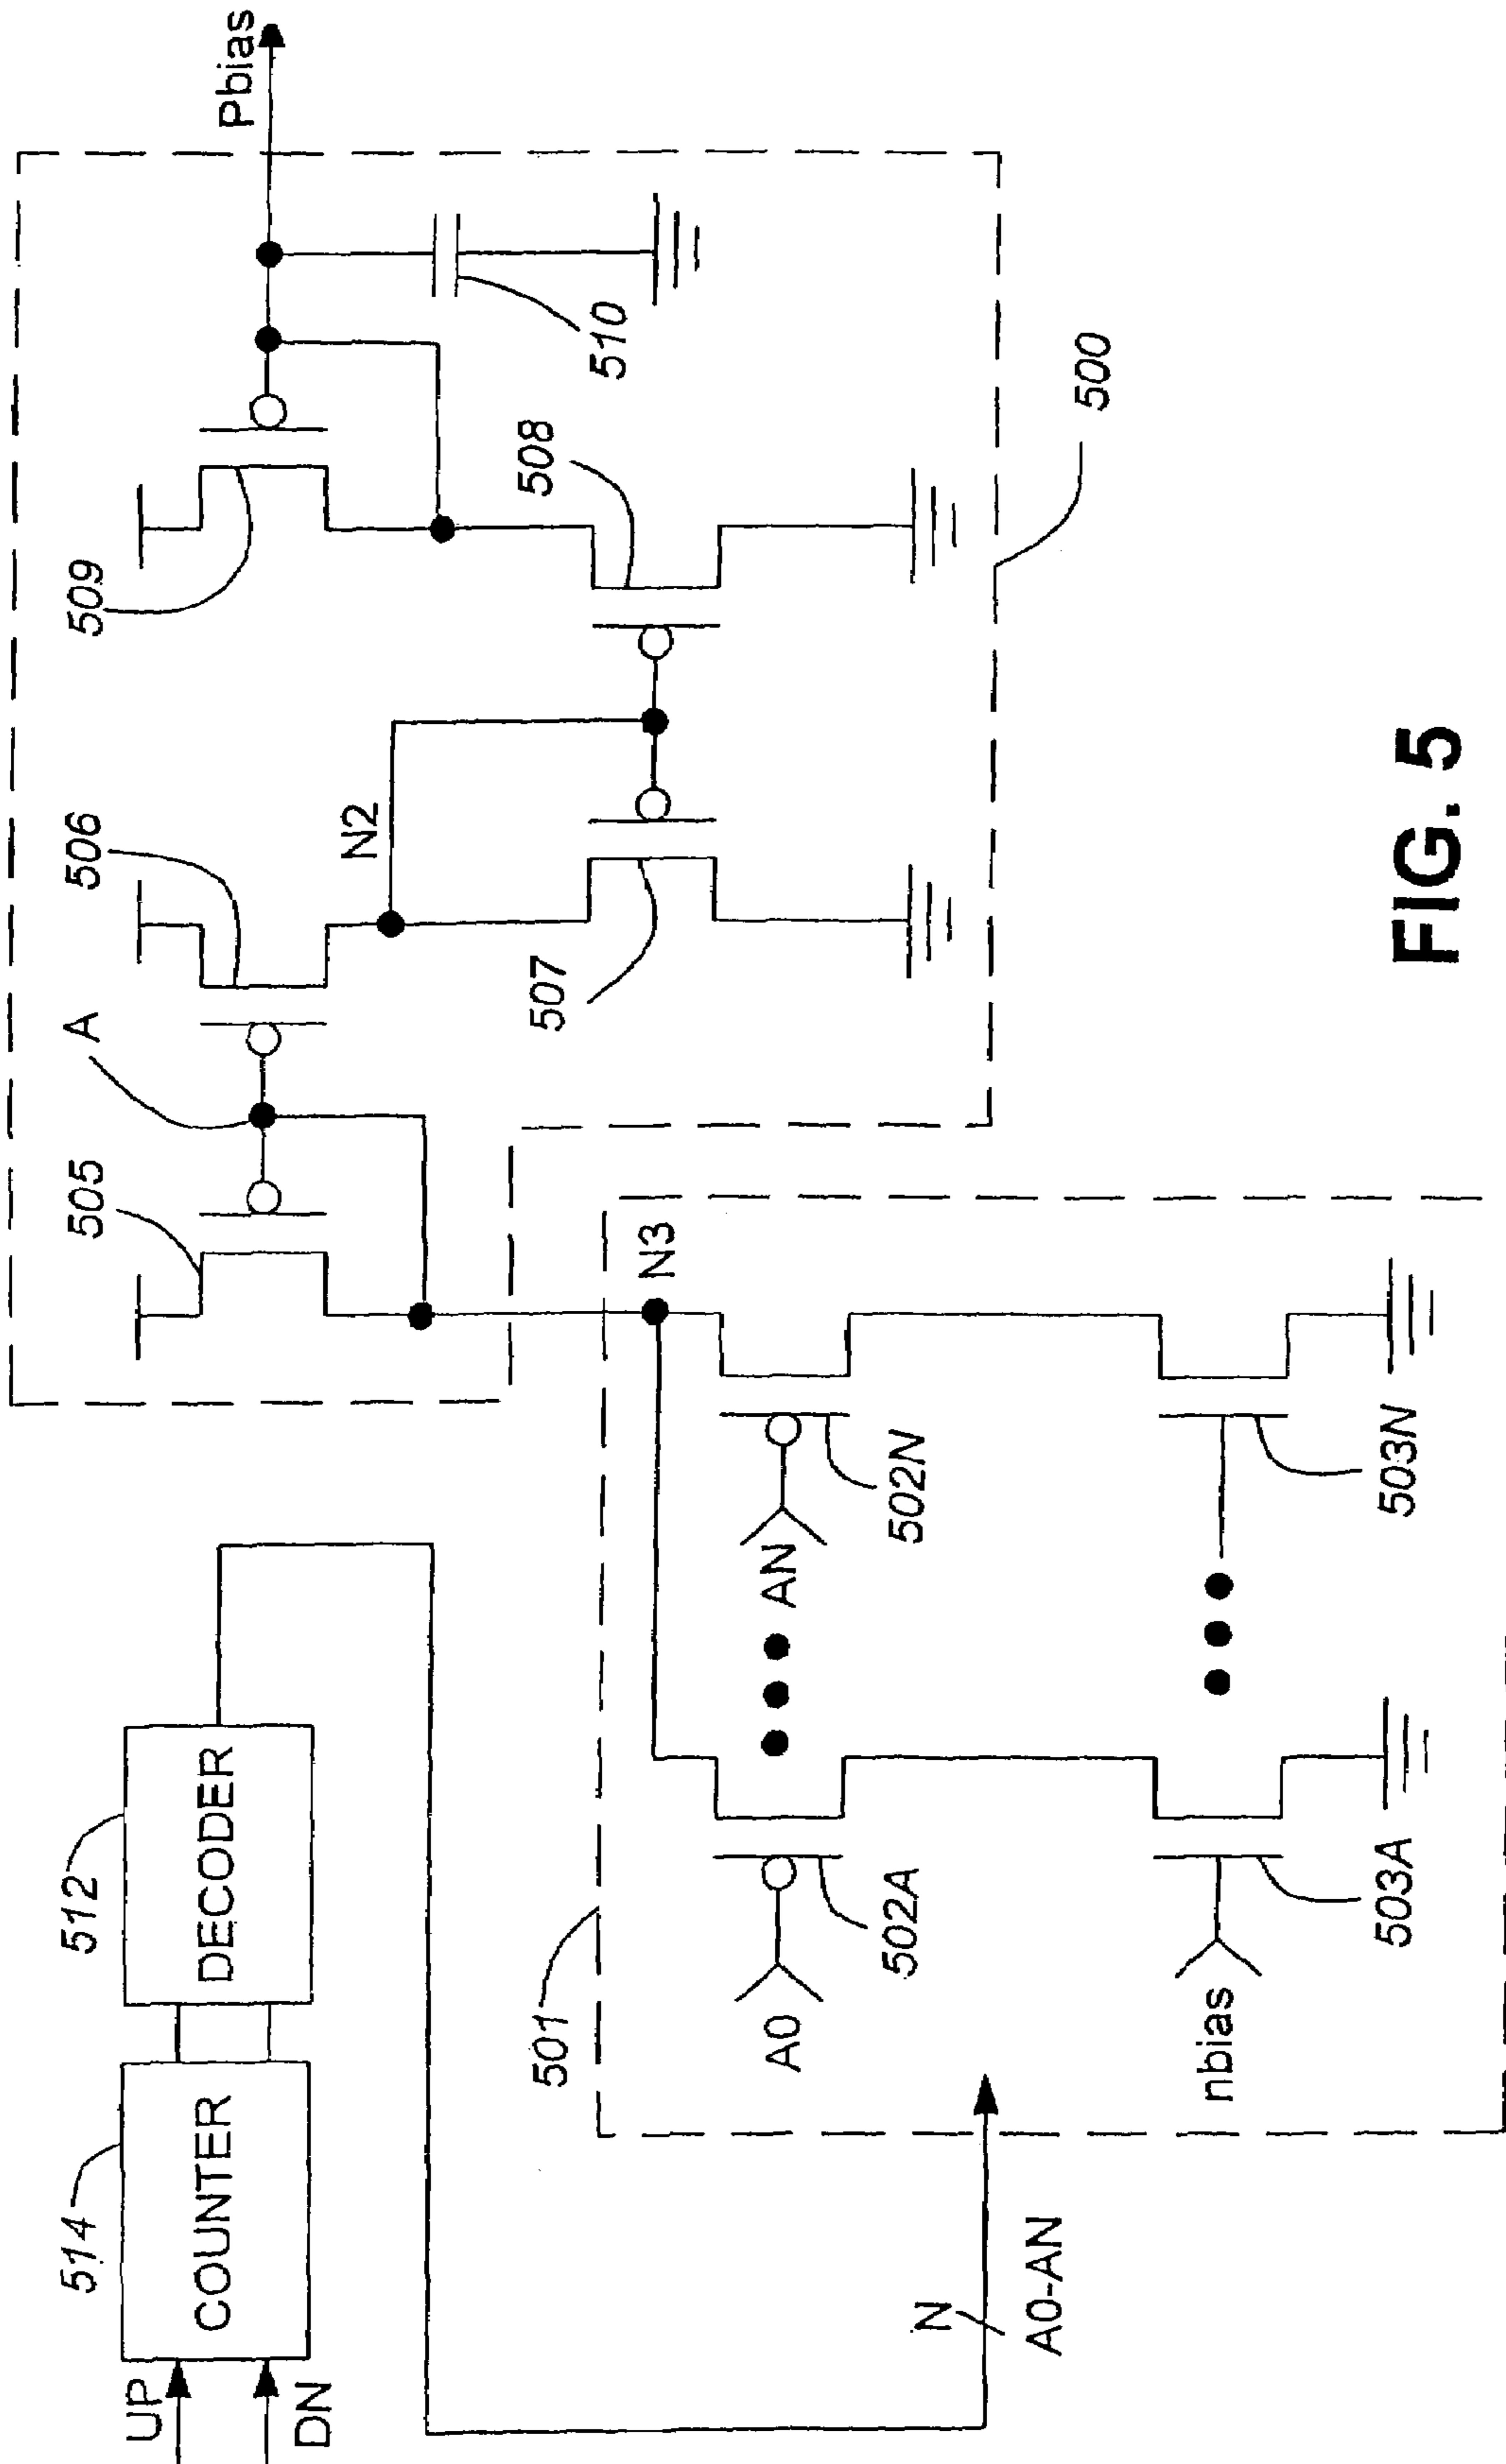 UP
DN
514
COUNTER
512
DECODER
505
A
506
509
Pbias
N2
507
508
510
500
N
A0-AN
501
N3
A0
502A
AN
502N
nbias
503A
503N
FIG. 5